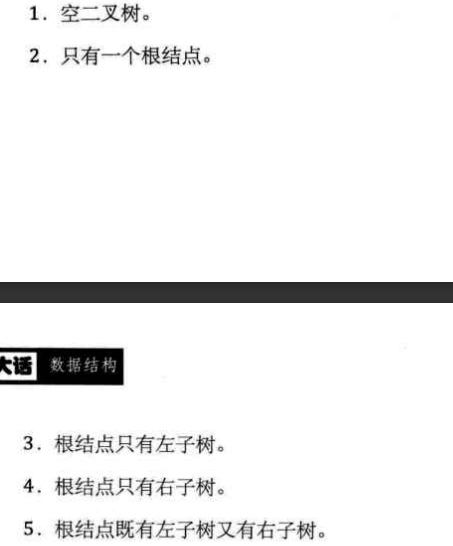 1．空二叉树。
2．只有一个根结点。
大话 数据结构
3．根结点只有左子树。
4．根结点只有右子树。
5．根结点既有左子树又有右子树。